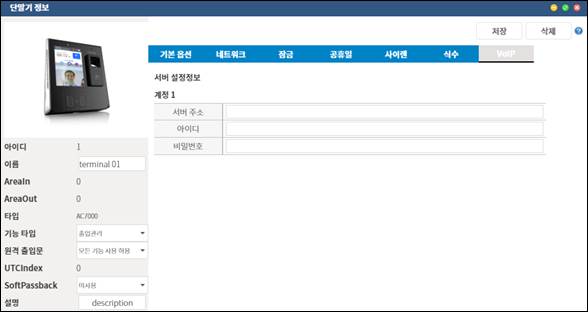 단말기 정보
저장 삭제
기본 옵션 네트워크 잠금 공휴일 사이렌 식수 VoIP
서버 설정정보
계정 1
서버 주소
아이디
비밀번호
아이디 1
이름 terminal 01
AreaIn 0
AreaOut 0
타입 AC7000
기능 타입 출입관리
원격 출입문 모든 기능 사용 허용
UTCIndex 0
SoftPassback 미사용
설명 description